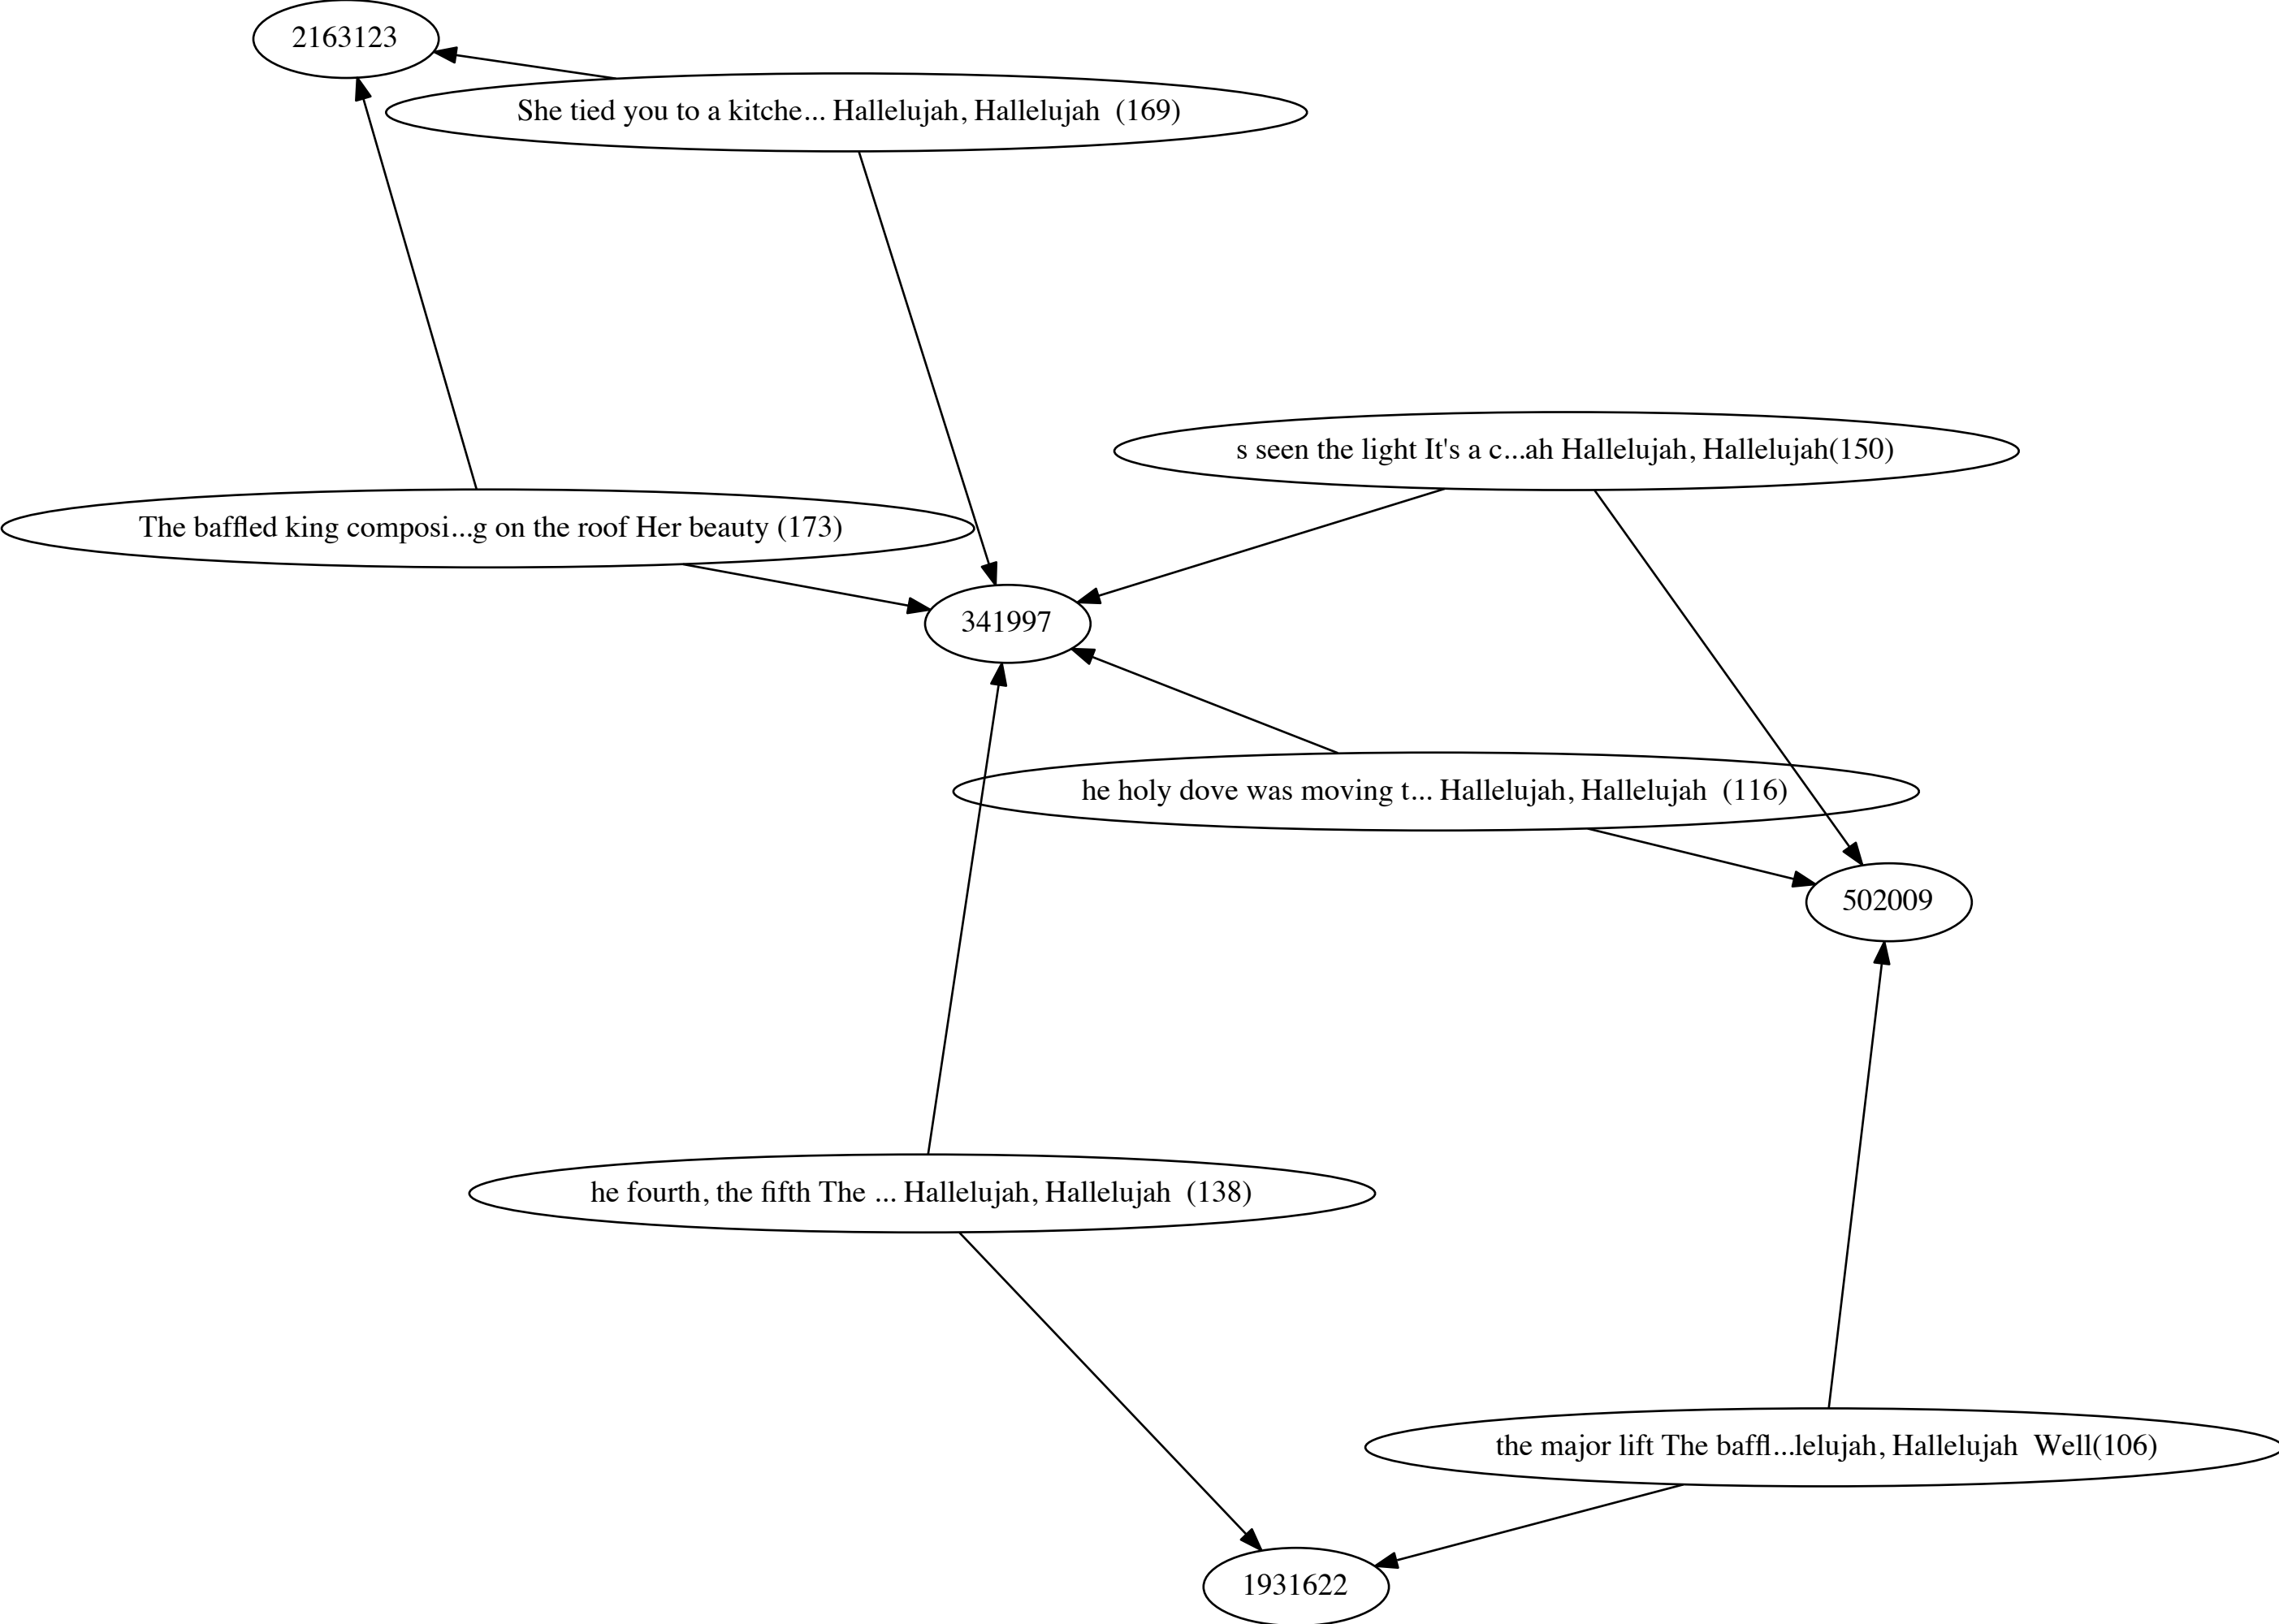 2163123
She tied you to a kitche... Hallelujah, Hallelujah  (169)
s seen the light It's a c...ah Hallelujah, Hallelujah(150)
The baffled king composi...g on the roof Her beauty (173)
341997
he holy dove was moving t... Hallelujah, Hallelujah  (116)
502009
he fourth, the fifth The ... Hallelujah, Hallelujah  (138)
the major lift The baffl...lelujah, Hallelujah  Well(106)
1931622